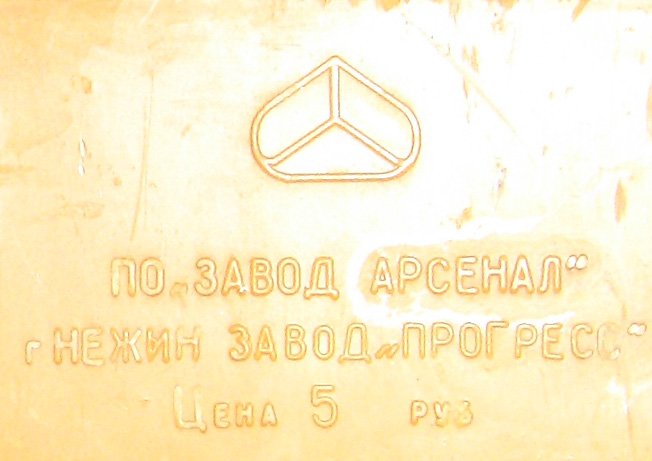 ПО „ЗАВОД АРСЕНАЛ“
г НЕЖИН ЗАВОД „ПРОГРЕСС“
ЦЕНА 5 РУБ